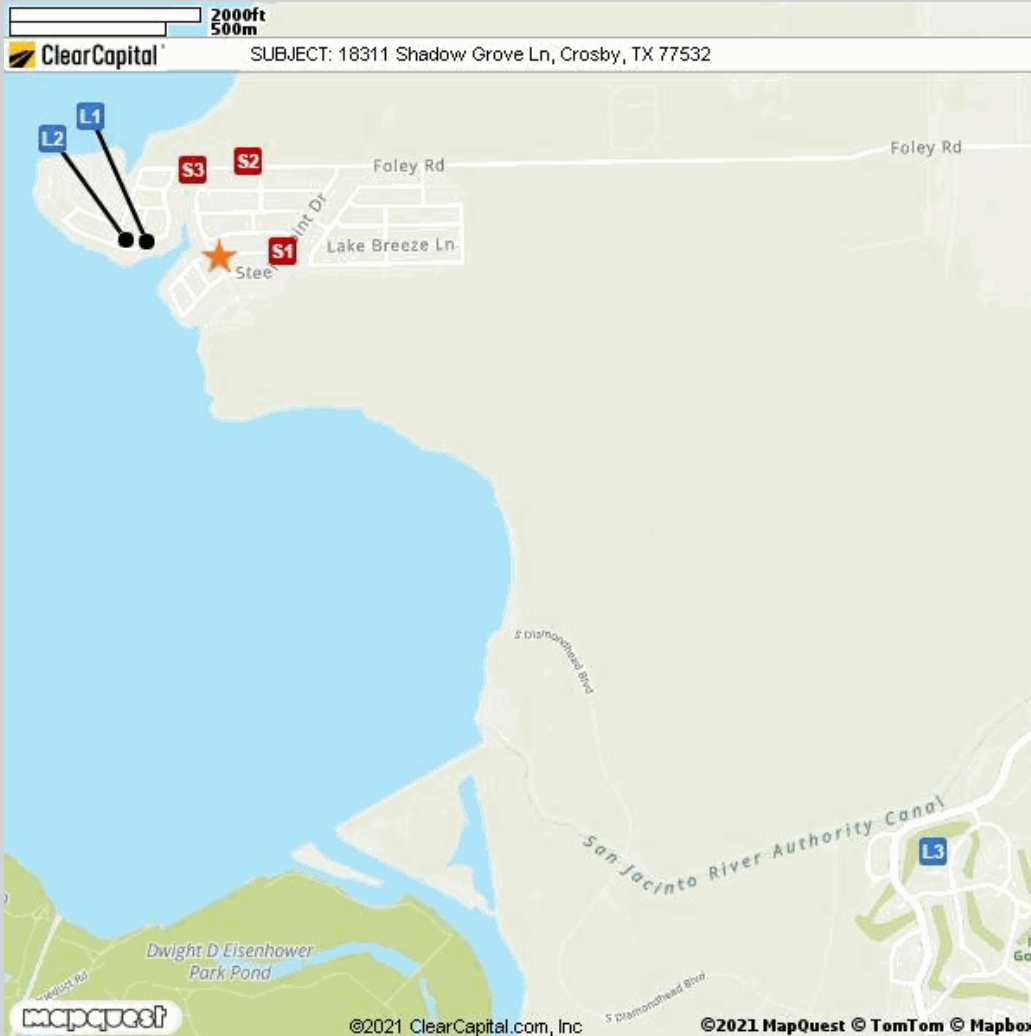 2000ft
500m
ClearCapital
SUBJECT: 18311 Shadow Grove Ln, Crosby, TX 77532
L1
L2
S3
S2
Foley Rd
Foley Rd
S1
Lake Breeze Ln
S Diamondhead Blvd
San Jacinto River Authority Canal
L3
Dwight D Eisenhower
Park Pond
S Diamondhead Blvd
mapquest
©2021 ClearCapital.com, Inc
©2021 MapQuest © TomTom © Mapbox